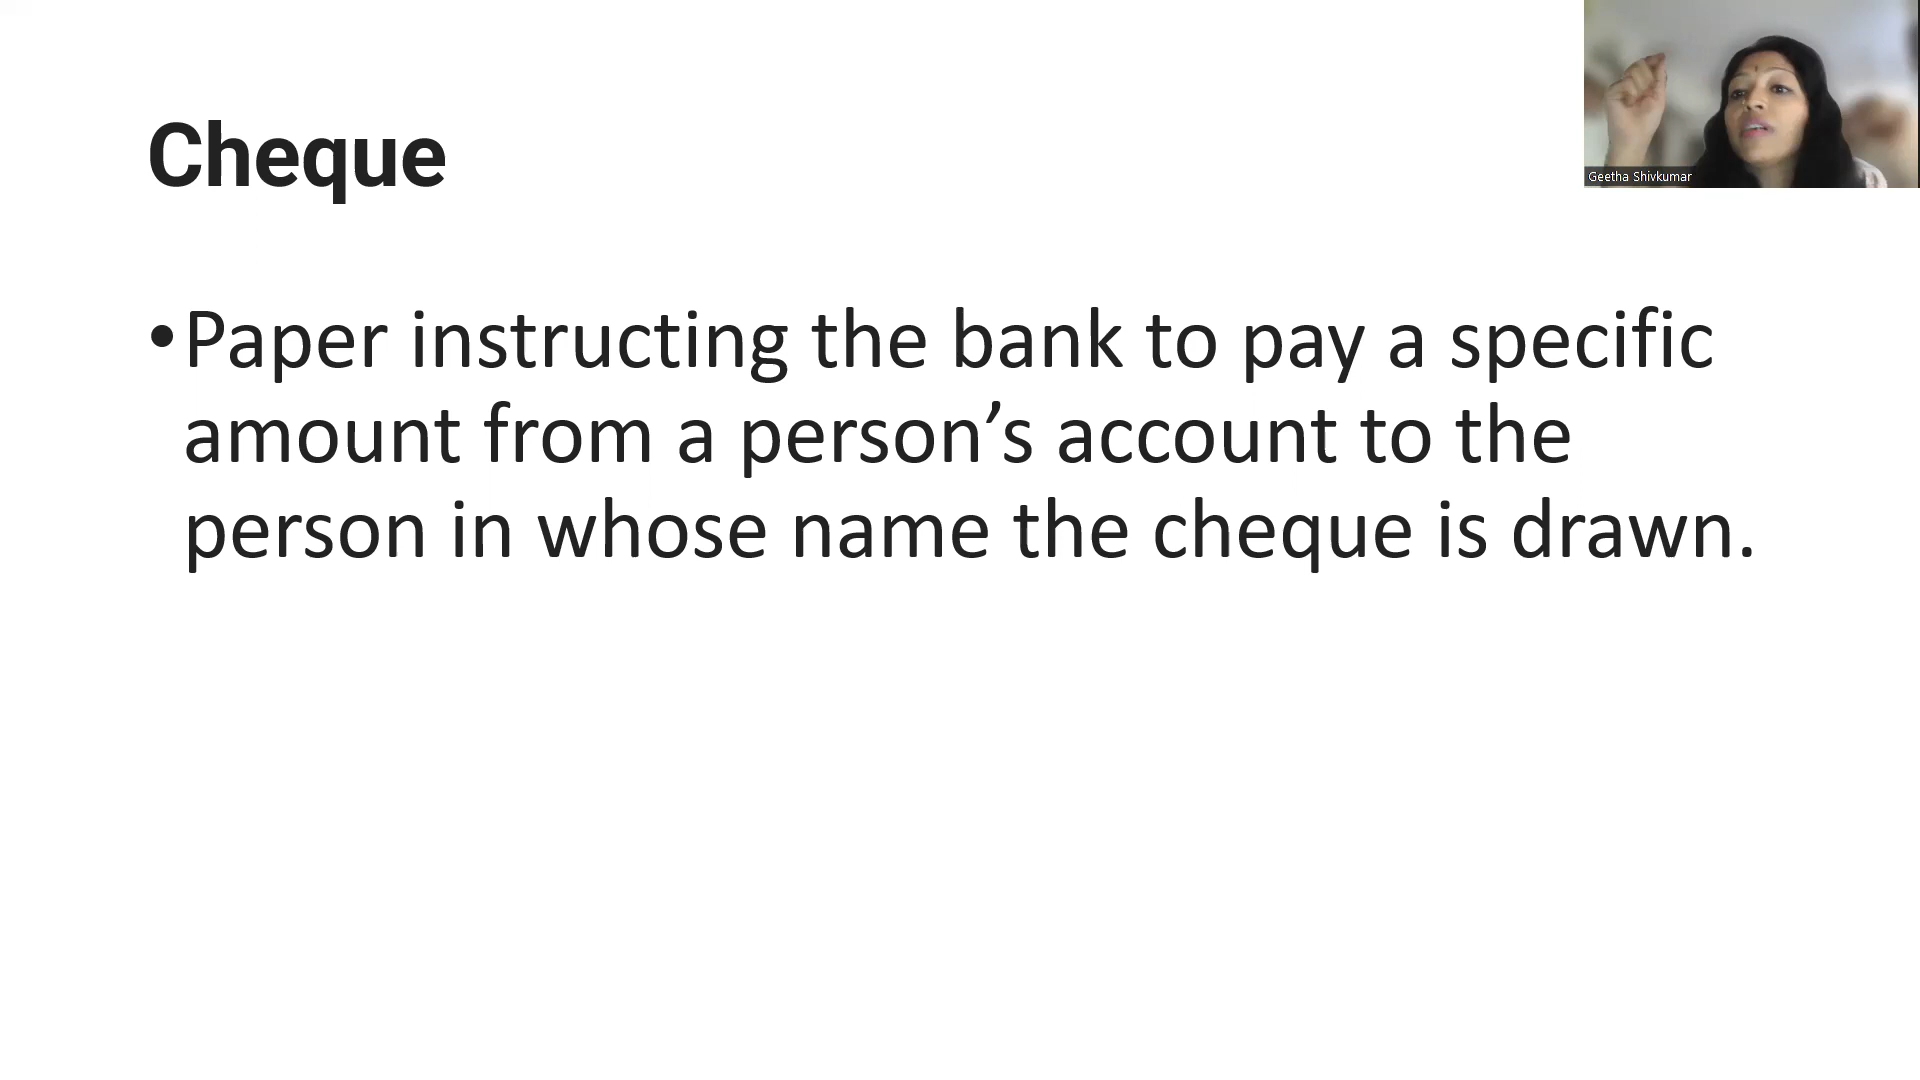 Cheque
Geetha Shivkumar
•Paper instructing the bank to pay a specific
amount from a person’s account to the
person in whose name the cheque is drawn.